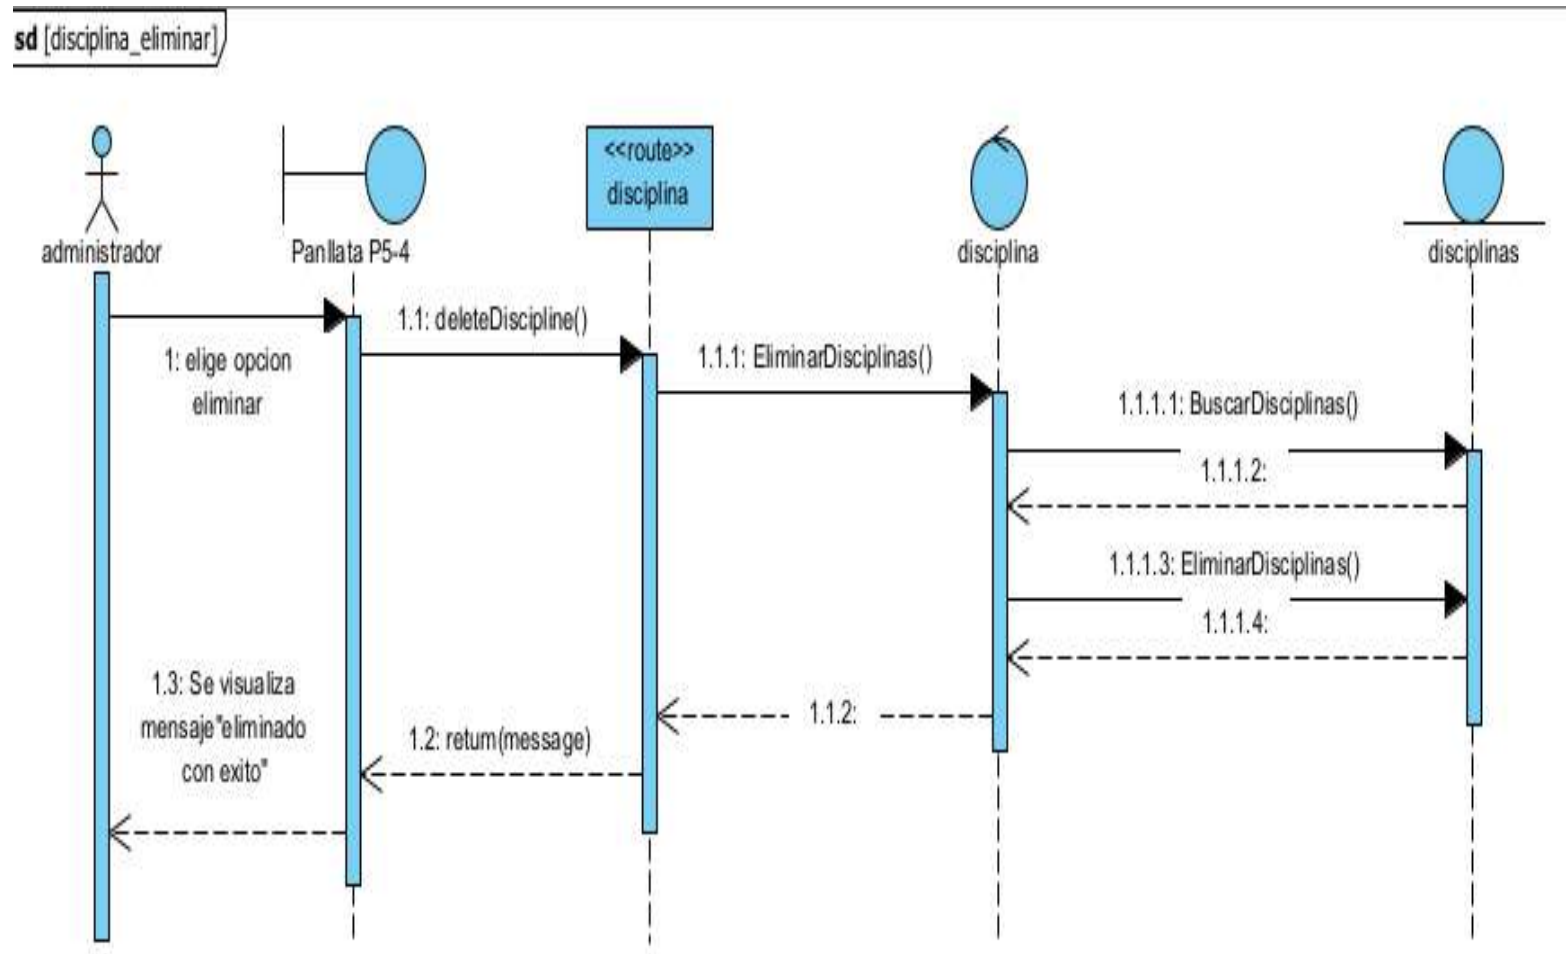 sd [disciplina_eliminar]
<<route>>
disciplina
administrador
Panllata P5-4
disciplina
disciplinas
1: elige opcion
eliminar
1.1: deleteDiscipline()
1.1.1: EliminarDisciplinas()
1.1.1.1: BuscarDisciplinas()
1.1.1.2:
1.1.1.3: EliminarDisciplinas()
1.1.1.4:
1.1.2:
1.2: return(message)
1.3: Se visualiza
mensaje"eliminado
con exito"